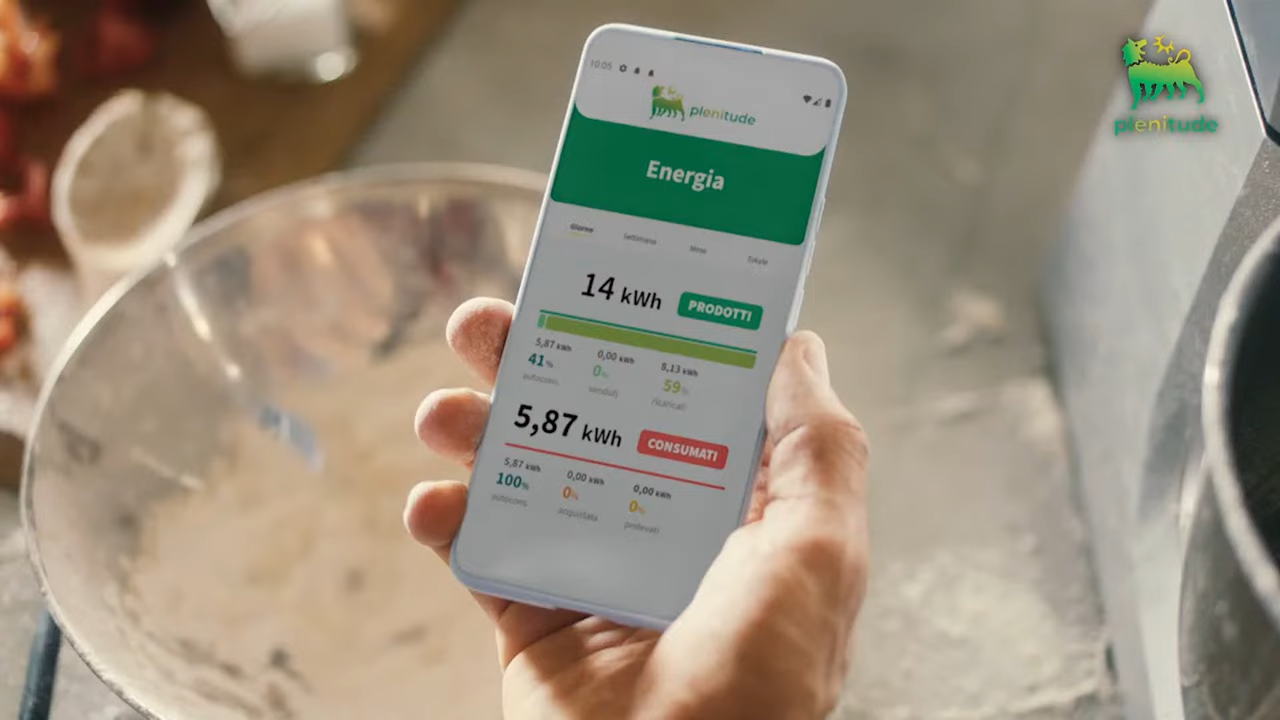 10:05
plenitude
plenitude
Energia
Giorno Settimana Mese Totale
14 kWh PRODOTTI
5,87 kWh 0,00 kWh 8,13 kWh
41% 0% 59%
autocons. venduti ricaricati
5,87 kWh CONSUMATI
5,87 kWh 0,00 kWh 0,00 kWh
100% 0% 0%
autocons. acquistata prelevati